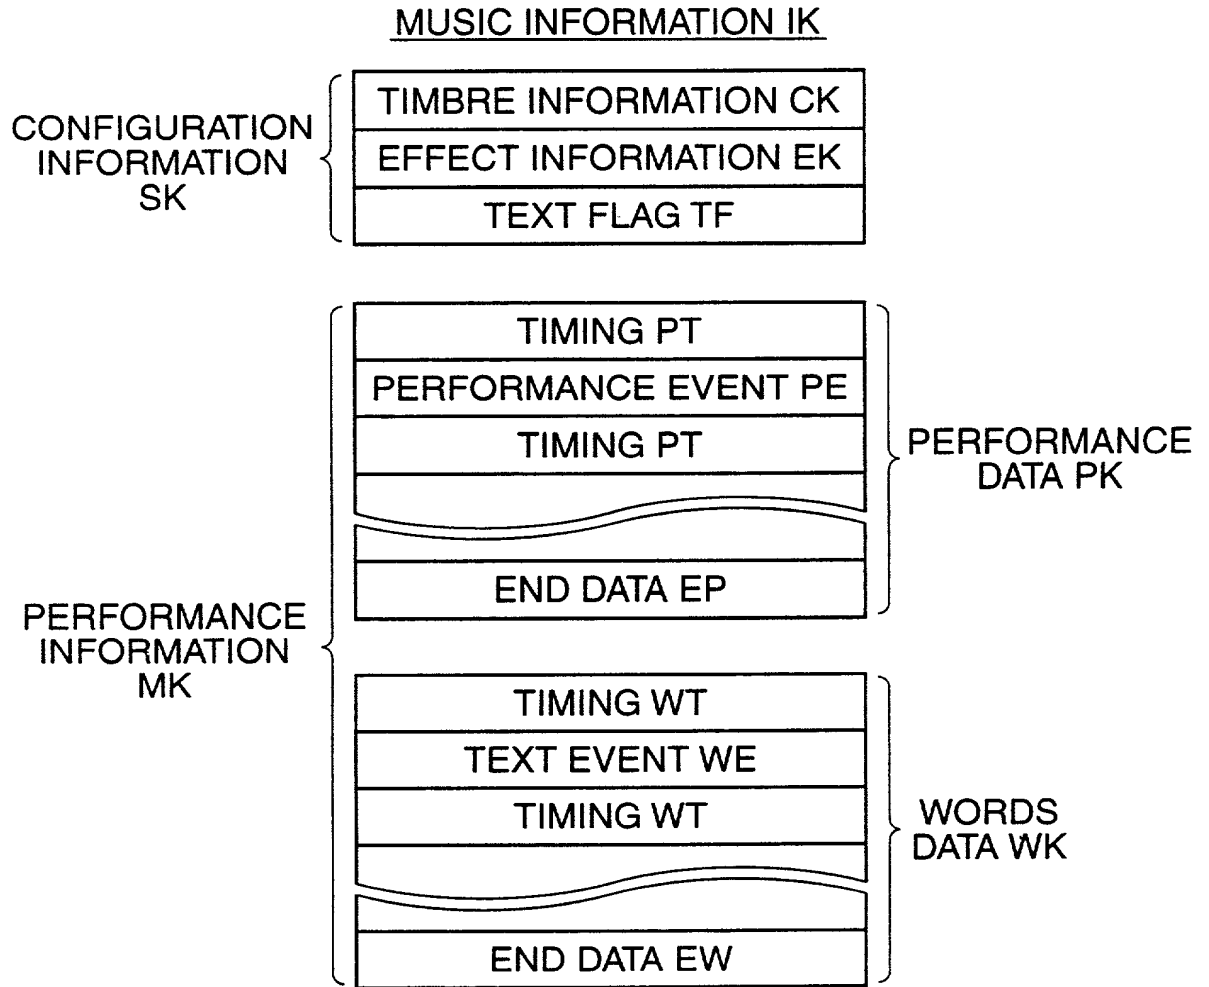 MUSIC INFORMATION IK
CONFIGURATION
INFORMATION
SK
TIMBRE INFORMATION CK
EFFECT INFORMATION EK
TEXT FLAG TF
PERFORMANCE
INFORMATION
MK
TIMING PT
PERFORMANCE EVENT PE
TIMING PT
END DATA EP
PERFORMANCE
DATA PK
TIMING WT
TEXT EVENT WE
TIMING WT
END DATA EW
WORDS
DATA WK